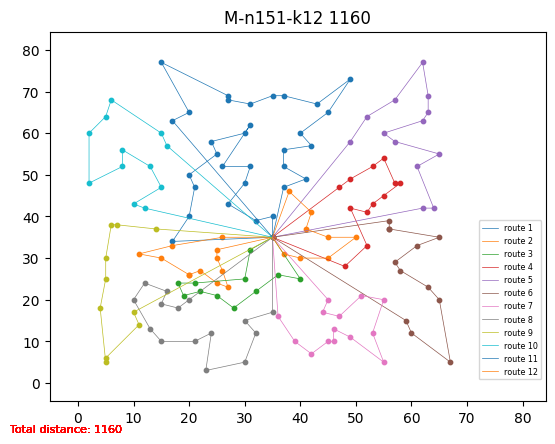 M-n151-k12 1160
80
70
60
50
40
30
20
10
0
0 10 20 30 40 50 60 70 80
route 1
route 2
route 3
route 4
route 5
route 6
route 7
route 8
route 9
route 10
route 11
route 12
Total distance: 1160